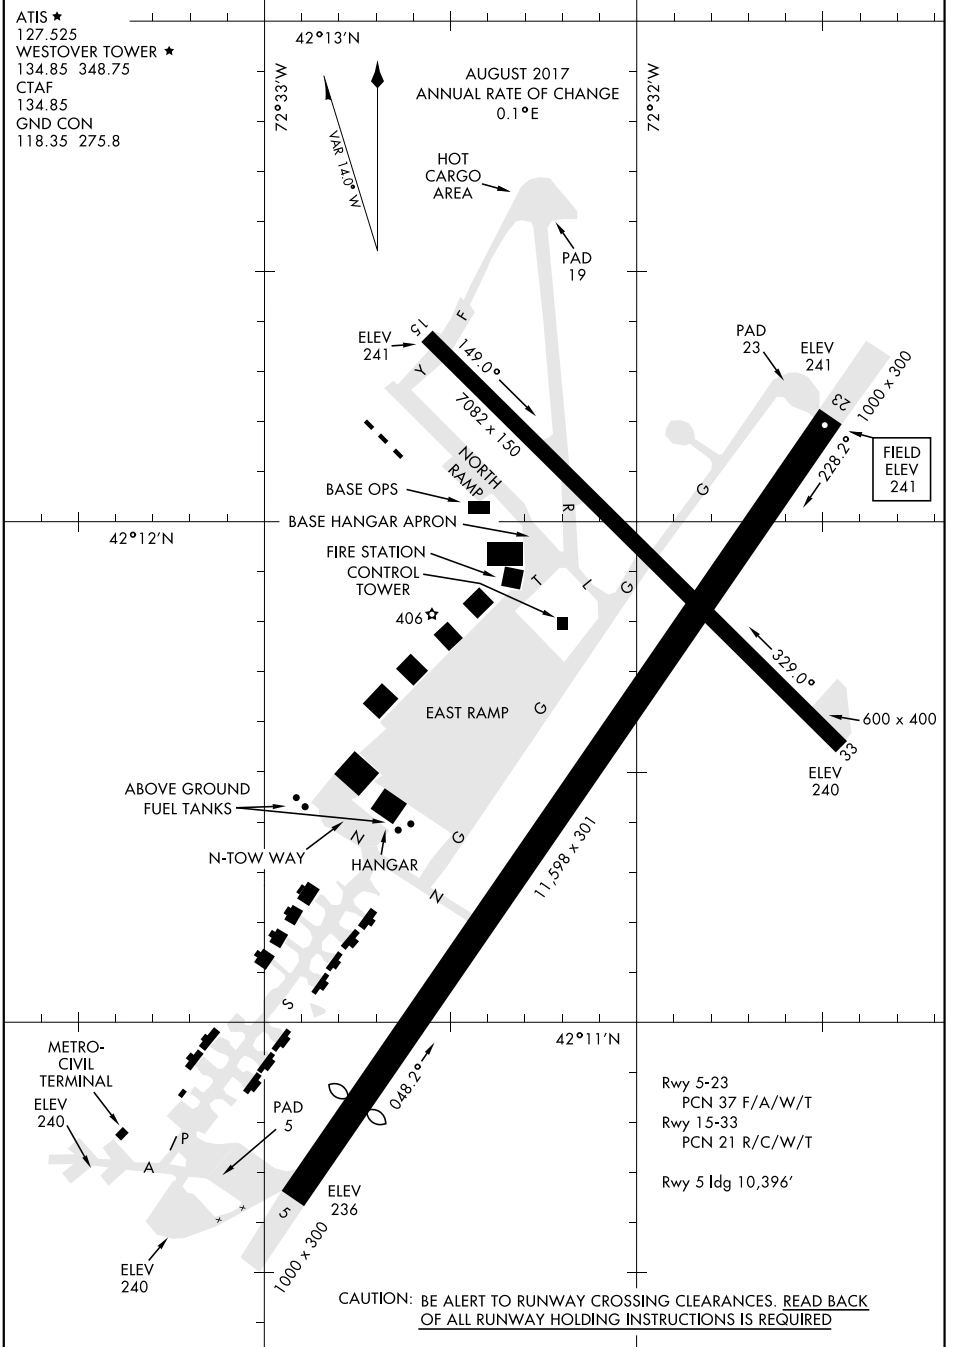 ATIS ★
127.525
WESTOVER TOWER ★
134.85 348.75
CTAF
134.85
GND CON
118.35 275.8
42°13'N
72°33'W
72°32'W
VAR 14.0° W
AUGUST 2017
ANNUAL RATE OF CHANGE
0.1°E
HOT
CARGO
AREA
PAD
19
F
15
ELEV
241
149.0°
Y
7082 x 150
PAD
23
ELEV
241
23
1000 x 300
228.2°
FIELD
ELEV
241
NORTH
RAMP
BASE OPS
R
G
BASE HANGAR APRON
42°12'N
FIRE STATION
CONTROL
TOWER
T
L
G
406
EAST RAMP
G
329.0°
600 x 400
33
ELEV
240
ABOVE GROUND
FUEL TANKS
N-TOW WAY
HANGAR
N
G
N
11,598 x 301
S
42°11'N
METRO-
CIVIL
TERMINAL
ELEV
240
PAD
5
048.2°
P
A
ELEV
236
5
1000 x 300
ELEV
240
Rwy 5-23
PCN 37 F/A/W/T
Rwy 15-33
PCN 21 R/C/W/T
Rwy 5 ldg 10,396'
CAUTION: BE ALERT TO RUNWAY CROSSING CLEARANCES. READ BACK
OF ALL RUNWAY HOLDING INSTRUCTIONS IS REQUIRED